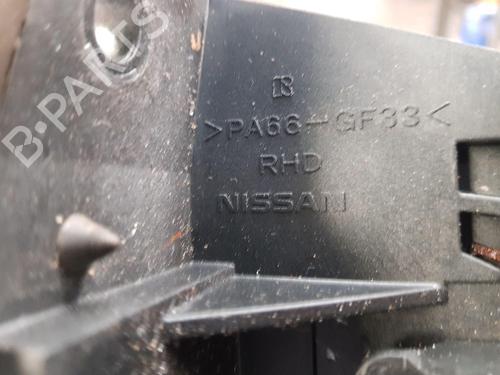 B-PARTS
>PA66-GF33<
RHD
NISSAN